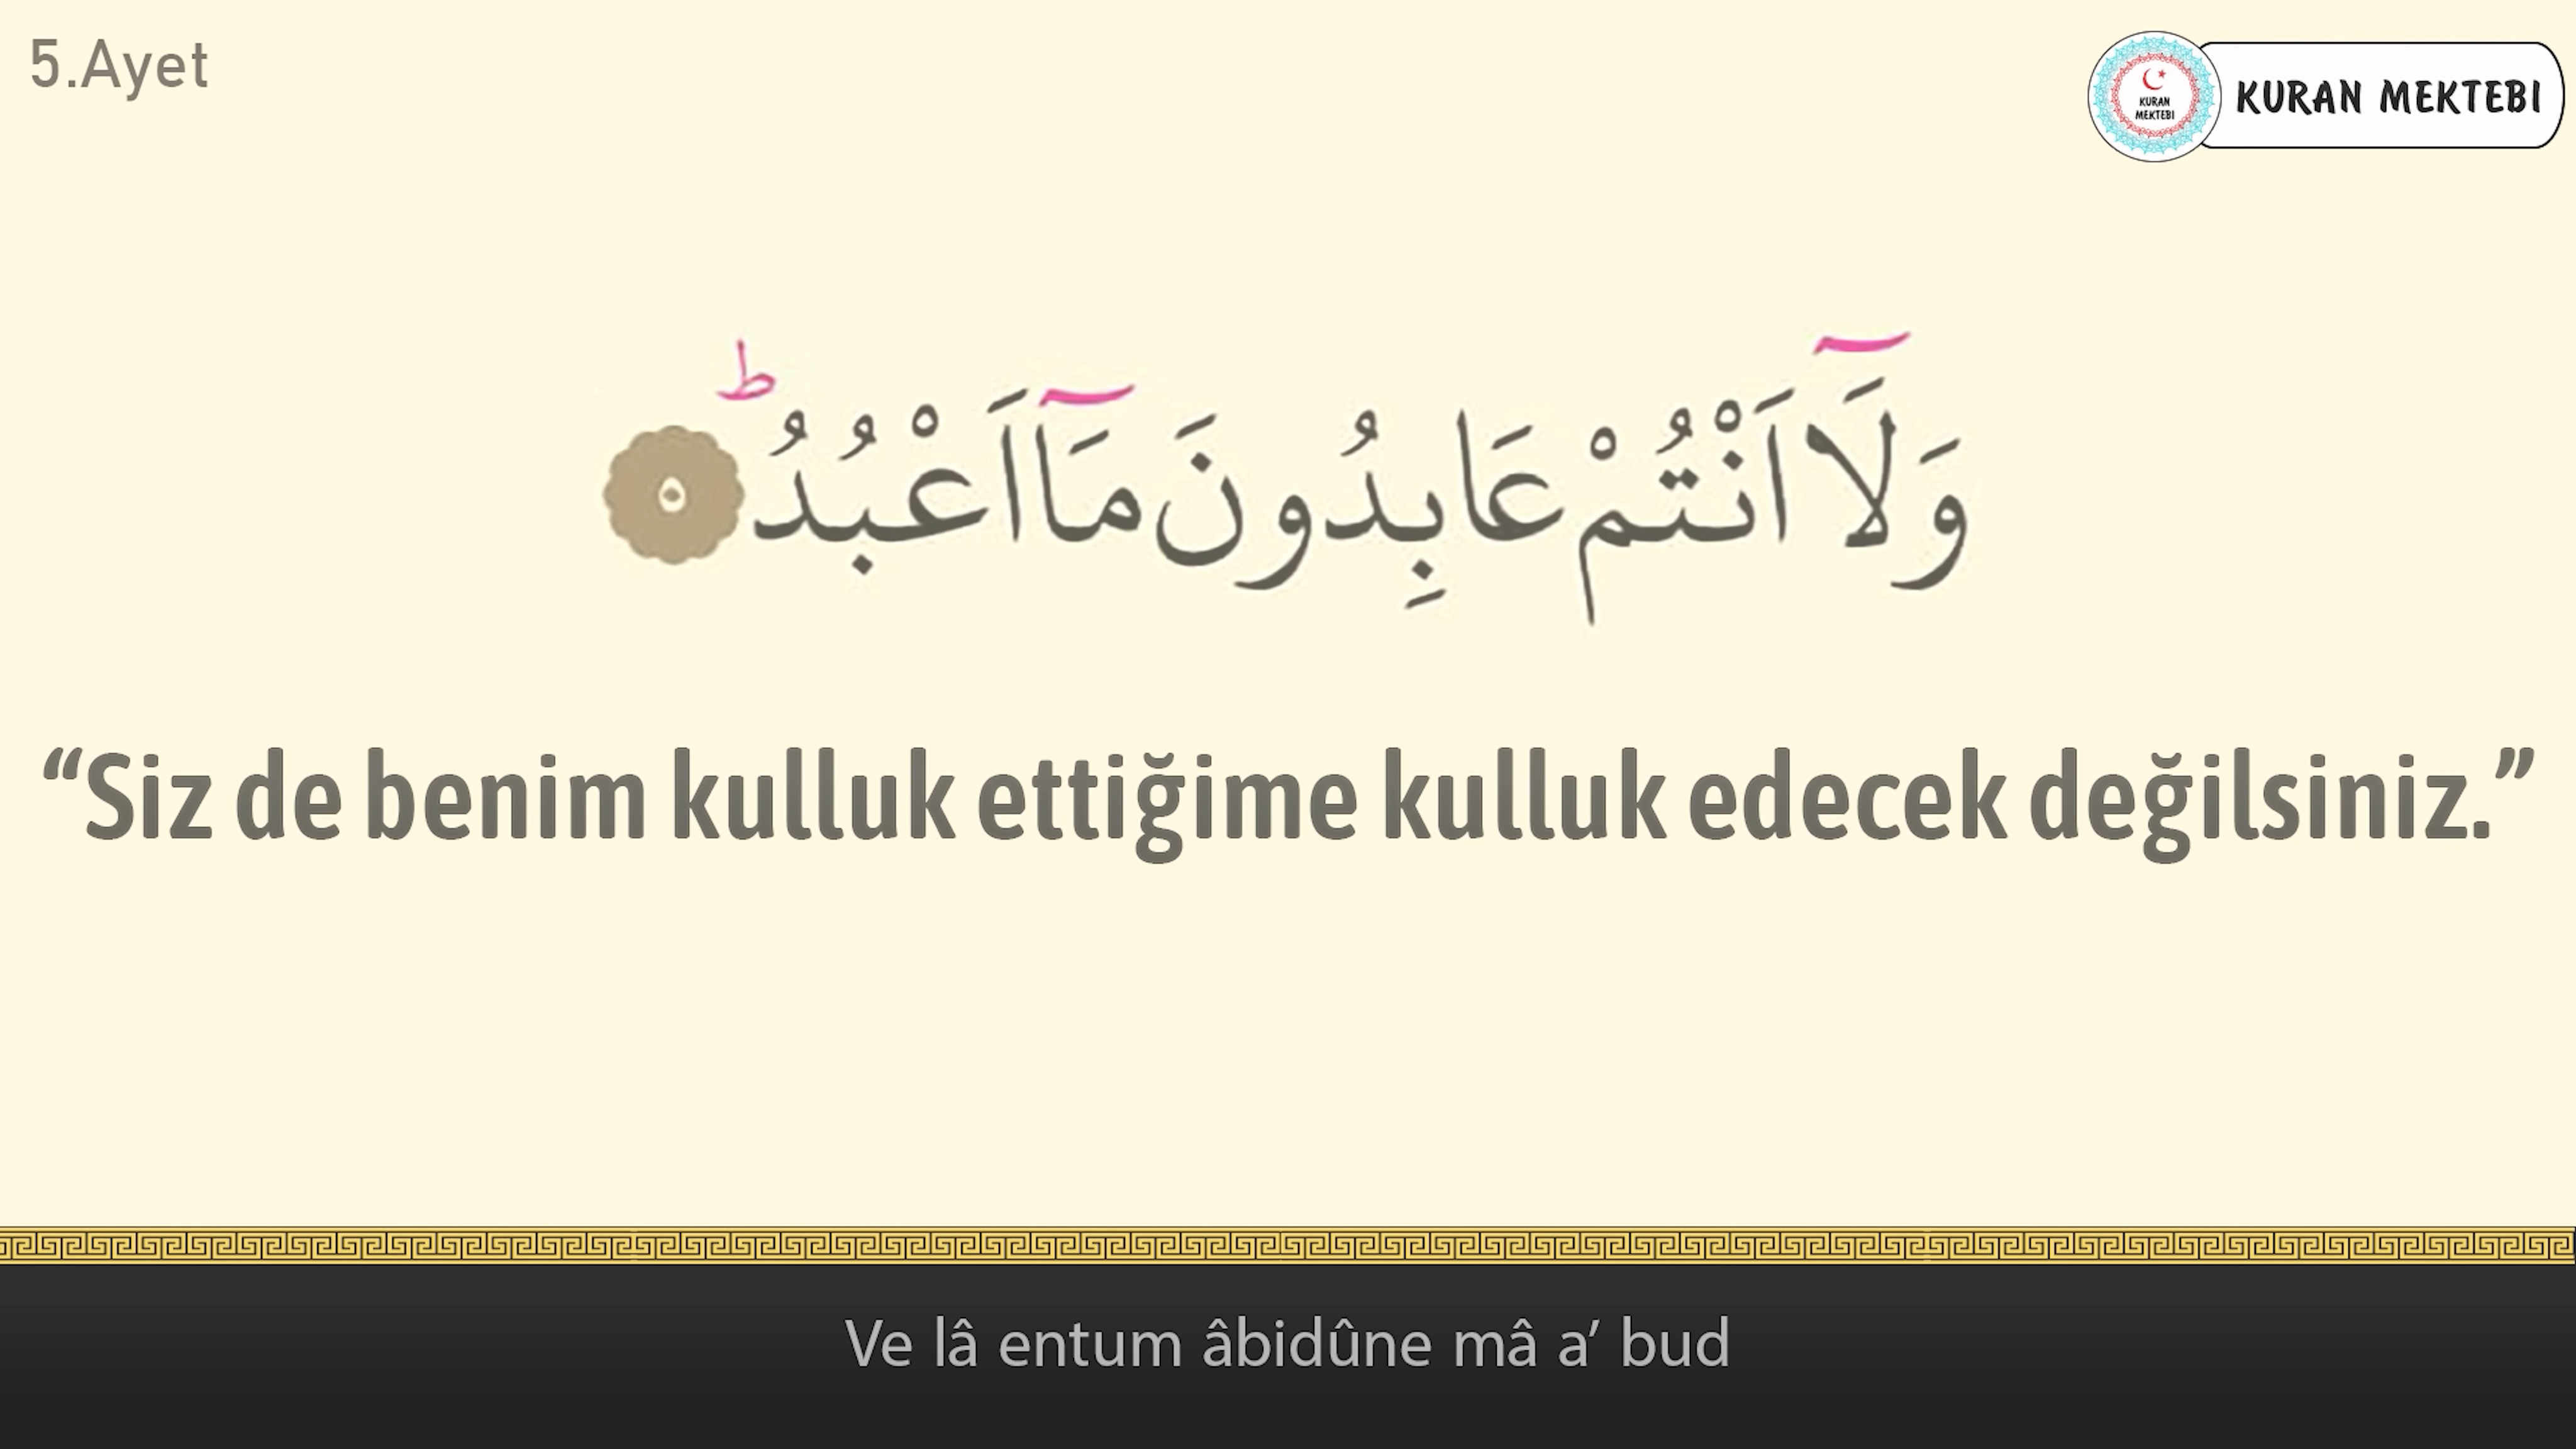 5.Ayet
KURAN
MEKTEBI
KURAN MEKTEBI
وَلَٓا اَنْتُمْ عَابِدُونَ مَٓا اَعْبُدُ ط ٥
“Siz de benim kulluk ettiğime kulluk edecek değilsiniz.”
Ve lâ entum âbidûne mâ a’ bud